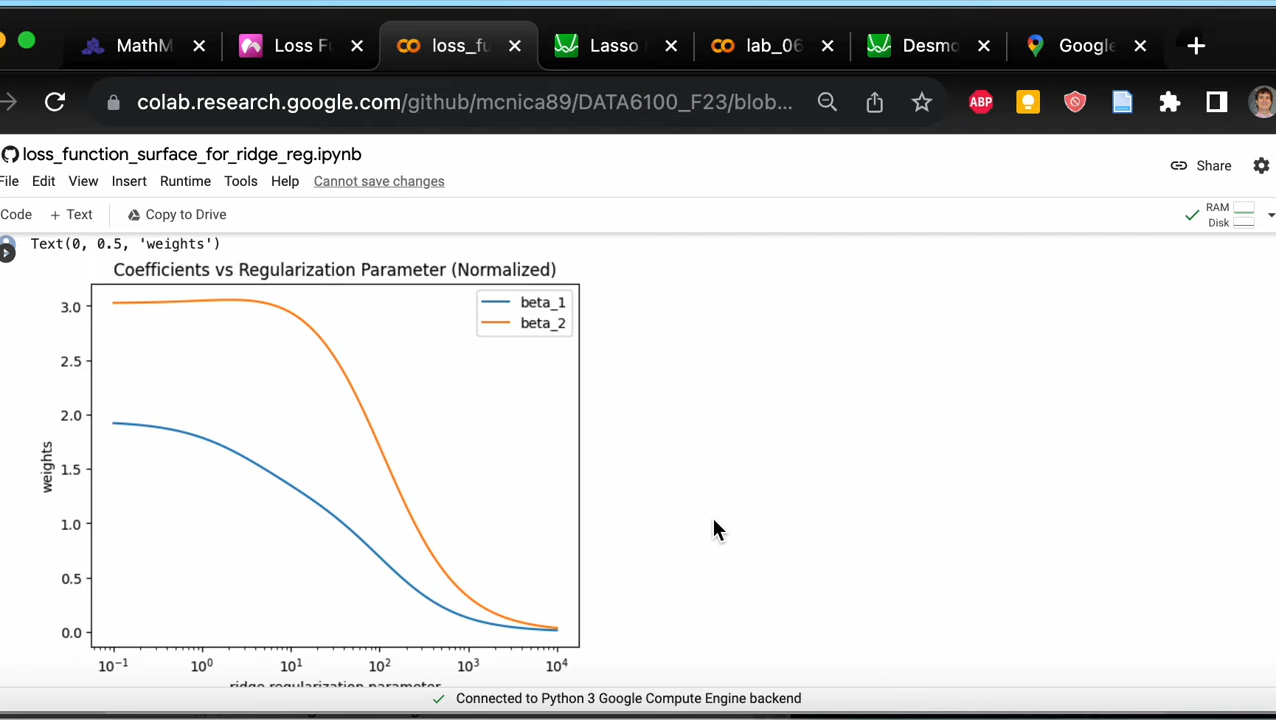 MathM
Loss Fu
loss_fu
Lasso
lab_06
Desmo
Google
colab.research.google.com/github/mcnica89/DATA6100_F23/blob...
ABP
loss_function_surface_for_ridge_reg.ipynb
File Edit View Insert Runtime Tools Help Cannot save changes
Share
Code + Text Copy to Drive
RAM
Disk
Text(0, 0.5, 'weights')
Coefficients vs Regularization Parameter (Normalized)
beta_1
beta_2
3.0
2.5
2.0
1.5
1.0
0.5
0.0
weights
10⁻¹ 10⁰ 10¹ 10² 10³ 10⁴
ridge regularization parameter
Connected to Python 3 Google Compute Engine backend